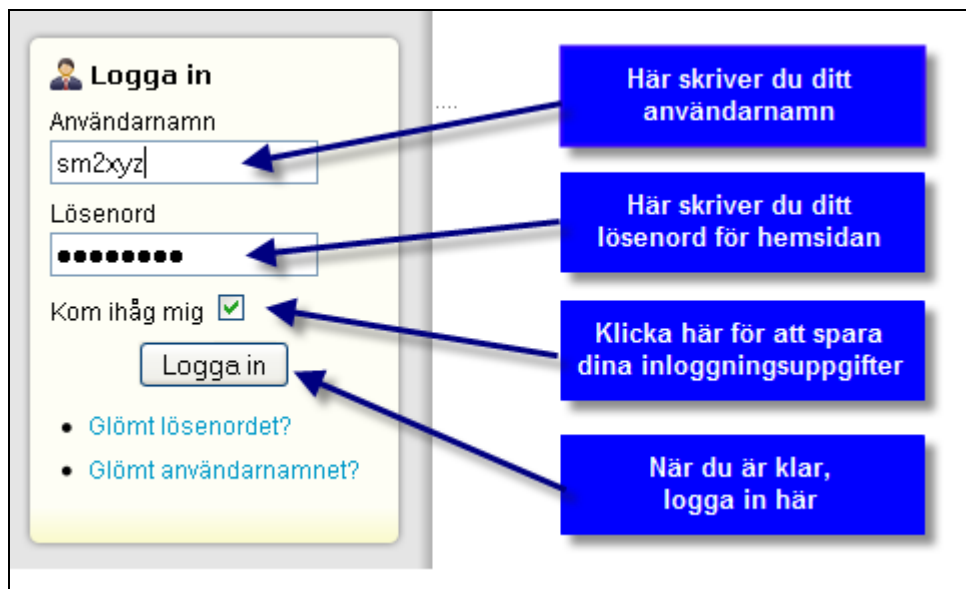 Logga in
Användarnamn
sm2xyz
Lösenord
Kom ihåg mig
Logga in
Glömt lösenordet?
Glömt användarnamnet?
....
Här skriver du ditt
användarnamn
Här skriver du ditt
lösenord för hemsidan
Klicka här för att spara
dina inloggningsuppgifter
När du är klar,
logga in här